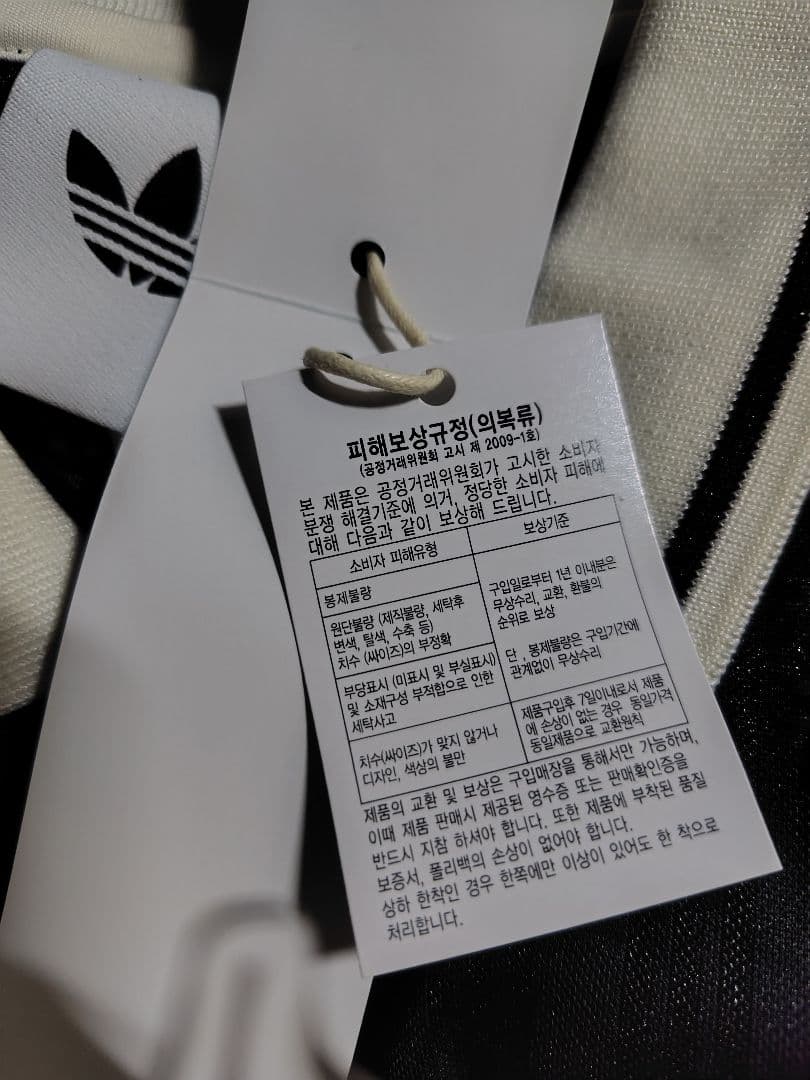 피해보상규정(의복류)
(공정거래위원회 고시 제 2009-1호)
본 제품은 공정거래위원회가 고시한 소비자
분쟁 해결기준에 의거, 정당한 소비자 피해에
대해 다음과 같이 보상해 드립니다.
소비자 피해유형
보상기준
봉제불량
원단불량 (제직불량, 세탁후
변색, 탈색, 수축 등)
치수 (싸이즈)의 부정확
부당표시 (미표시 및 부실표시)
및 소재구성 부적합으로 인한
세탁사고
구입일로부터 1년 이내분은
무상수리, 교환, 환불의
순위로 보상
단, 봉제불량은 구입기간에
관계없이 무상수리
치수(싸이즈)가 맞지 않거나
디자인, 색상의 불만
제품구입후 7일이내로서 제품
에 손상이 없는 경우 동일가격
동일제품으로 교환원칙
제품의 교환 및 보상은 구입매장을 통해서만 가능하며,
이때 제품 판매시 제공된 영수증 또는 판매확인증을
반드시 지참 하셔야 합니다. 또한 제품에 부착된 품질
보증서, 폴리백의 손상이 없어야 합니다.
상하 한착인 경우 한쪽에만 이상이 있어도 한 착으로
처리합니다.